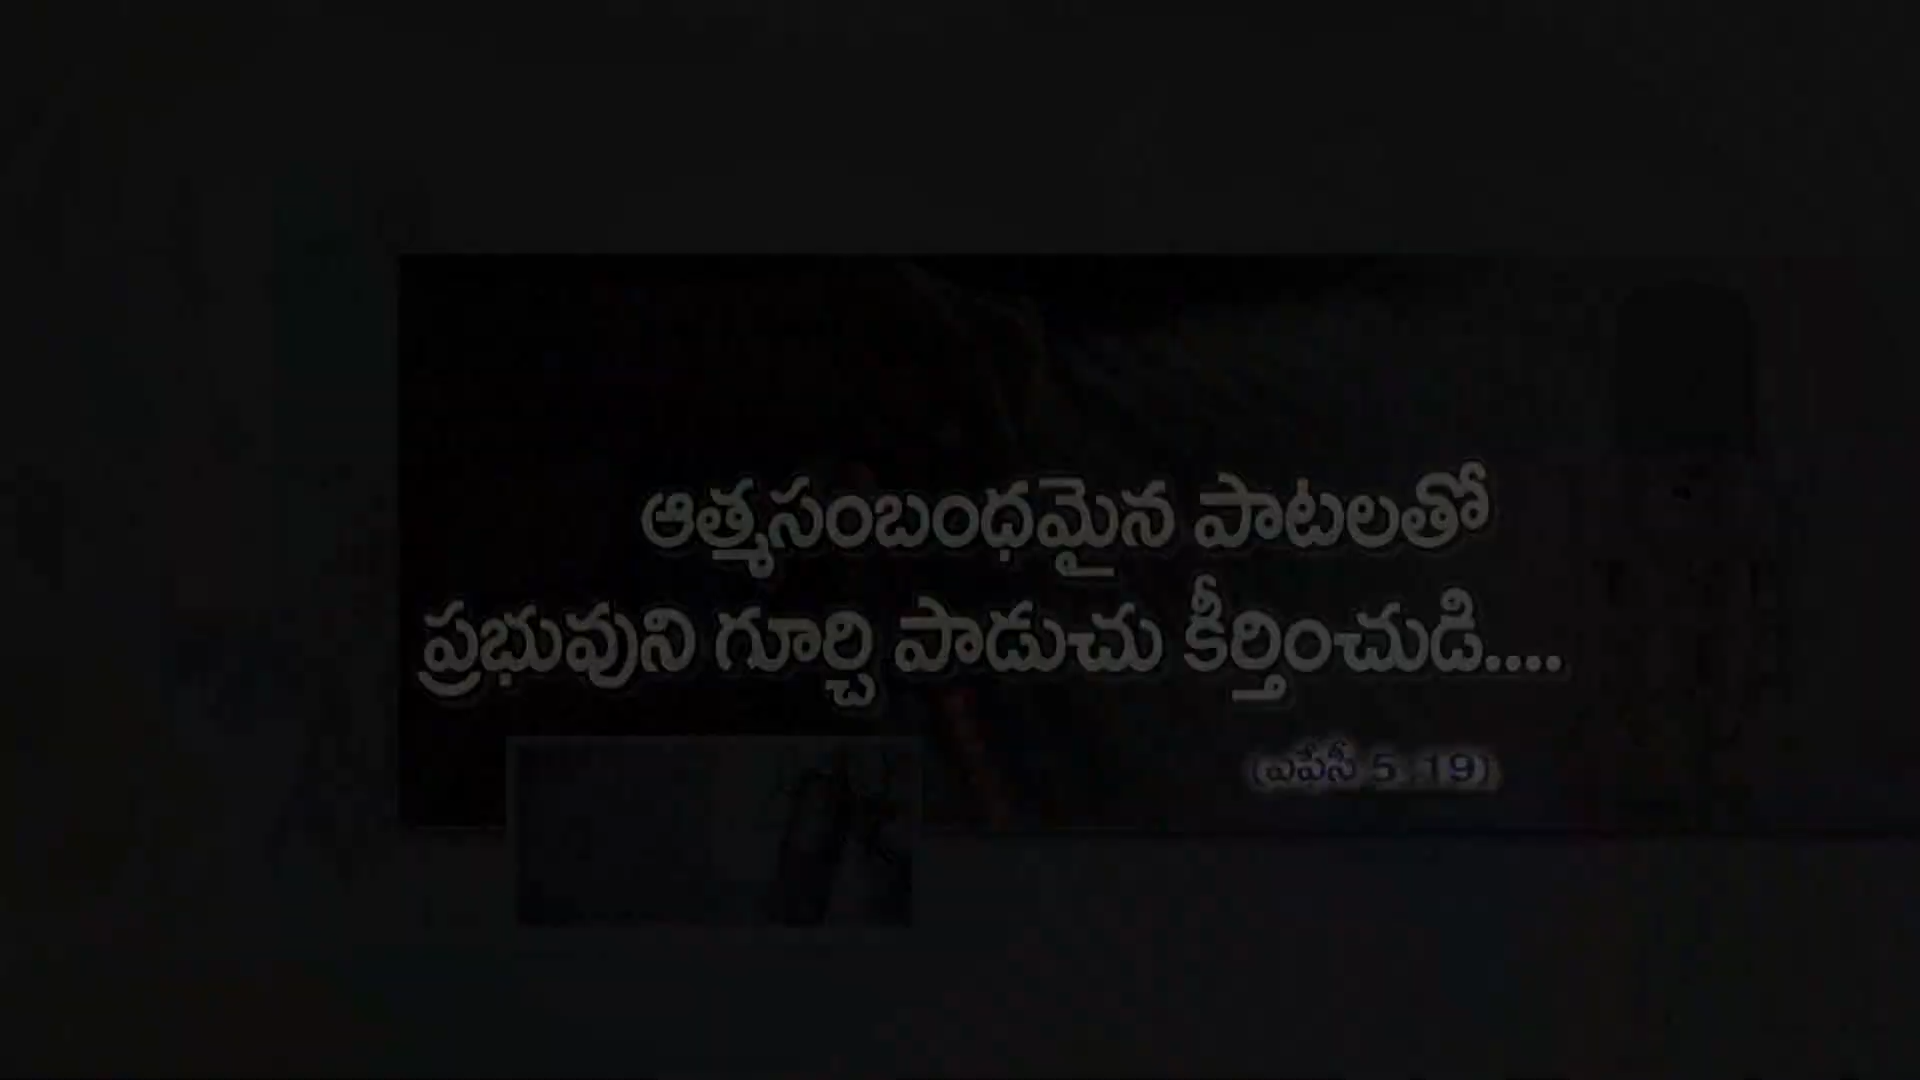 ఆత్మసంబంధమైన పాటలతో
ప్రభువుని గూర్చి పాడుచు కీర్తించుడి....
(ఎఫేసీ 5 :19)